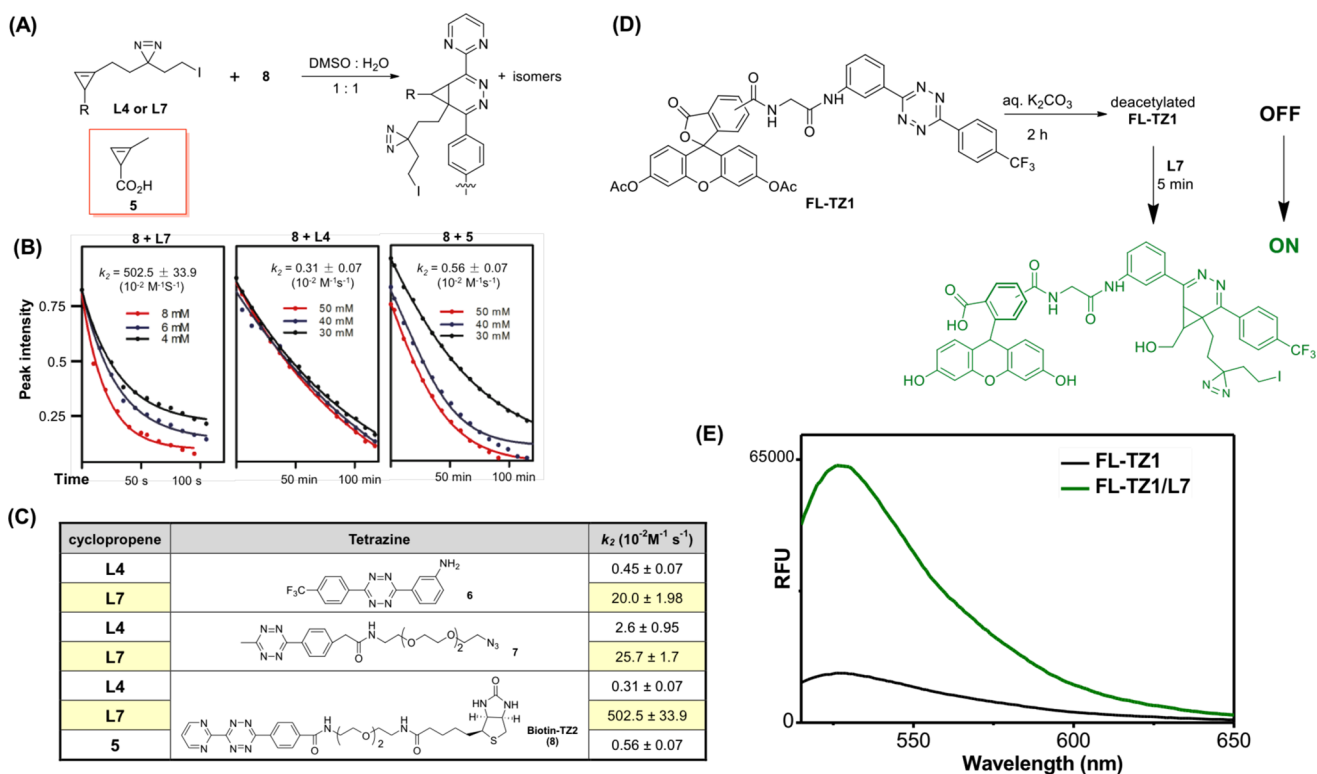 (A)
N=N
I
R
L4 or L7
+
8
DMSO : H₂O
1 : 1
N N
R
N
N
N=N
I
+ isomers
CO₂H
5
(B)
8 + L7
8 + L4
8 + 5
k₂ = 502.5 ± 33.9
(10⁻² M⁻¹S⁻¹)
8 mM
6 mM
4 mM
k₂ = 0.31 ± 0.07
(10⁻² M⁻¹s⁻¹)
50 mM
40 mM
30 mM
k₂ = 0.56 ± 0.07
(10⁻² M⁻¹s⁻¹)
50 mM
40 mM
30 mM
Peak intensity
0.75
0.5
0.25
Time
50 s
100 s
50 min
100 min
50 min
100 min
(C)
cyclopropene
Tetrazine
k₂ (10⁻²M⁻¹ s⁻¹)
L4
0.45 ± 0.07
L7
20.0 ± 1.98
F₃C
N=N
N-N
NH₂
6
L4
2.6 ± 0.95
L7
25.7 ± 1.7
N=N
N-N
H
N
O
O
O
2
N₃
7
L4
0.31 ± 0.07
L7
502.5 ± 33.9
5
0.56 ± 0.07
N
N
N=N
N-N
O
H
N
O
2
H
N
O
O
HN
NH
S
Biotin-TZ2
(8)
(D)
O
O
O
N
H
O
H
N
N=N
N-N
CF₃
AcO
O
OAc
FL-TZ1
aq. K₂CO₃
2 h
deacetylated
FL-TZ1
OFF
L7
5 min
ON
O
HO
O
HO
O
OH
N
H
O
H
N
N-N
HO
CF₃
N=N
I
(E)
65000
RFU
0
FL-TZ1
FL-TZ1/L7
550
600
650
Wavelength (nm)